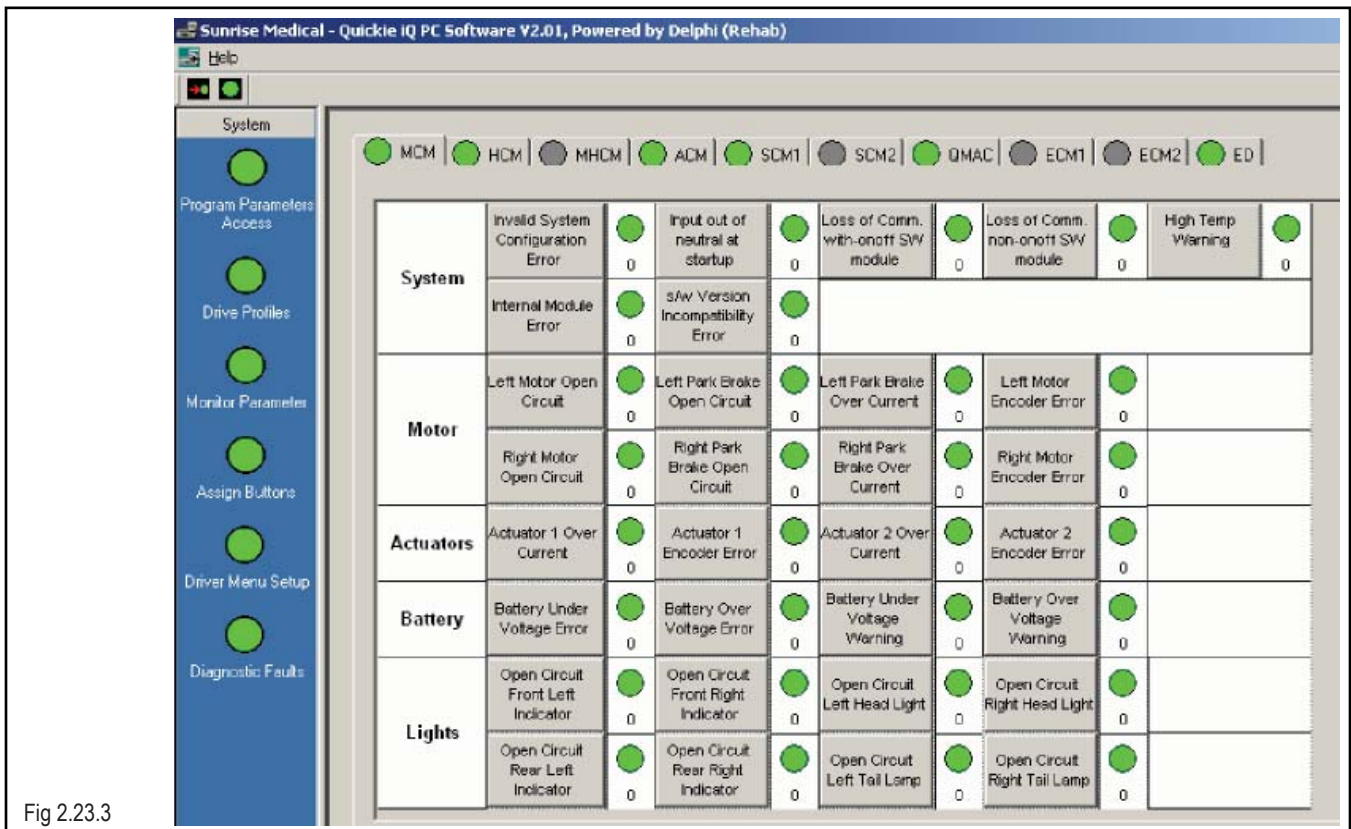 Sunrise Medical - Quickie iQ PC Software V2.01, Powered by Delphi (Rehab)
Help
System
Program Parameters
Access
Drive Profiles
Monitor Parameter
Assign Buttons
Driver Menu Setup
Diagnostic Faults
MCM HCM MHCM ACM SCM1 SCM2 QMAC ECM1 ECM2 ED
System
Invalid System
Configuration
Error
0
Input out of
neutral at
startup
0
Loss of Comm.
with-onoff SW
module
0
Loss of Comm.
non-onoff SW
module
0
High Temp
Warning
0
Internal Module
Error
0
s/w Version
Incompatibility
Error
0
Motor
Left Motor Open
Circuit
0
Left Park Brake
Open Circuit
0
Left Park Brake
Over Current
0
Left Motor
Encoder Error
0
Right Motor
Open Circuit
0
Right Park
Brake Open
Circuit
0
Right Park
Brake Over
Current
0
Right Motor
Encoder Error
0
Actuators
Actuator 1 Over
Current
0
Actuator 1
Encoder Error
0
Actuator 2 Over
Current
0
Actuator 2
Encoder Error
0
Battery
Battery Under
Voltage Error
0
Battery Over
Voltage Error
0
Battery Under
Voltage
Warning
0
Battery Over
Voltage
Warning
0
Lights
Open Circuit
Front Left
Indicator
0
Open Circuit
Front Right
Indicator
0
Open Circuit
Left Head Light
0
Open Circuit
Right Head Light
0
Open Circuit
Rear Left
Indicator
0
Open Circuit
Rear Right
Indicator
0
Open Circuit
Left Tail Lamp
0
Open Circuit
Right Tail Lamp
0
Fig 2.23.3